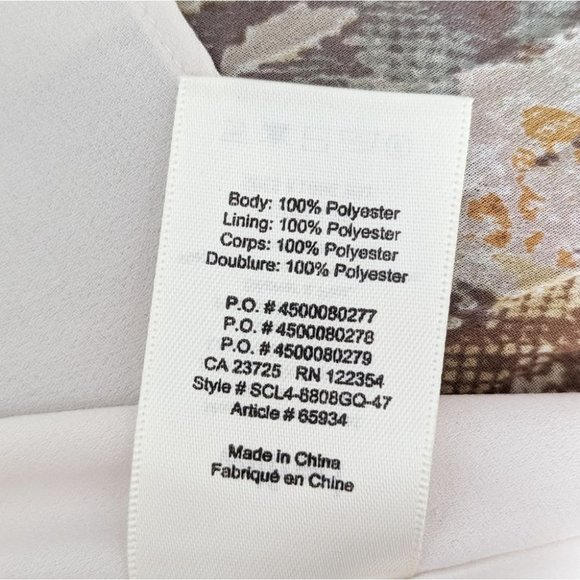 Body: 100% Polyester
Lining: 100% Polyester
Corps: 100% Polyester
Doublure: 100% Polyester
P.O. # 4500080277
P.O. # 4500080278
P.O. # 4500080279
CA 23725 RN 122354
Style # SCL4-8808GQ-47
Article # 65934
Made in China
Fabriqué en Chine